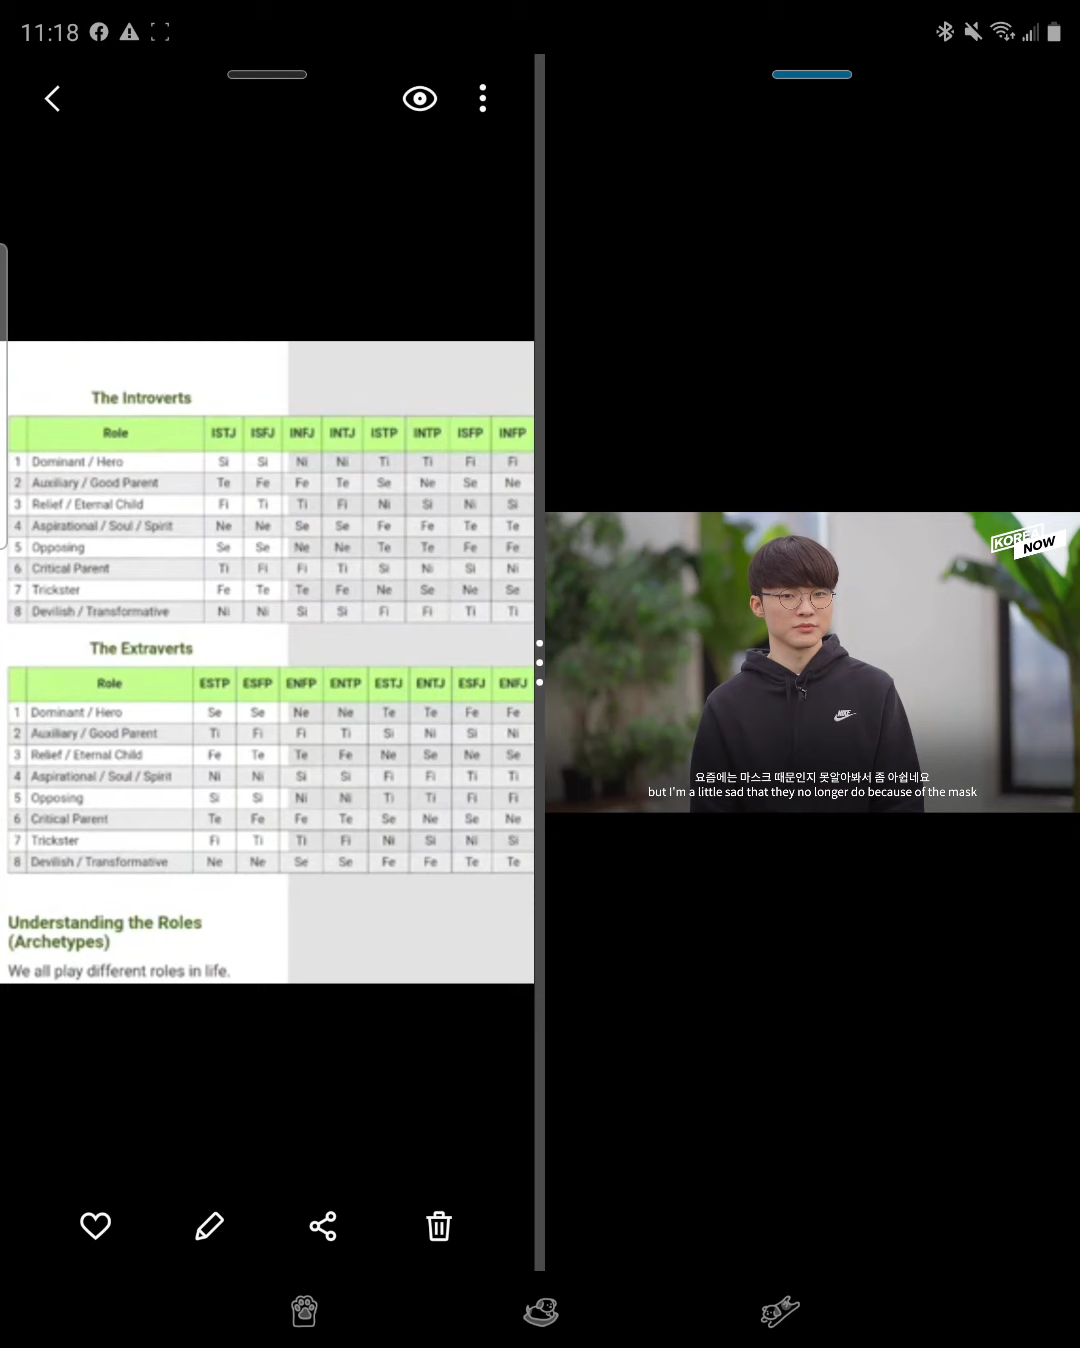 11:18
The Introverts
Role ISTJ ISFJ INFJ INTJ ISTP INTP ISFP INFP
1 Dominant / Hero Si Si Ni Ni Ti Ti Fi Fi
2 Auxiliary / Good Parent Te Fe Fe Te Se Ne Se Ne
3 Relief / Eternal Child Fi Ti Ti Fi Ni Si Ni Si
4 Aspirational / Soul / Spirit Ne Ne Se Se Fe Fe Te Te
5 Opposing Se Se Ne Ne Te Te Fe Fe
6 Critical Parent Ti Fi Fi Ti Si Ni Si Ni
7 Trickster Fe Te Te Fe Ne Se Ne Se
8 Devilish / Transformative Ni Ni Si Si Fi Fi Ti Ti
The Extraverts
Role ESTP ESFP ENFP ENTP ESTJ ENTJ ESFJ ENFJ
1 Dominant / Hero Se Se Ne Ne Te Te Fe Fe
2 Auxiliary / Good Parent Ti Fi Fi Ti Si Ni Si Ni
3 Relief / Eternal Child Fe Te Te Fe Ne Se Ne Se
4 Aspirational / Soul / Spirit Ni Ni Si Si Fi Fi Ti Ti
5 Opposing Si Si Ni Ni Ti Ti Fi Fi
6 Critical Parent Te Fe Fe Te Se Ne Se Ne
7 Trickster Fi Ti Ti Fi Ni Si Ni Si
8 Devilish / Transformative Ne Ne Se Se Fe Fe Te Te
Understanding the Roles
(Archetypes)
We all play different roles in life.
KOREA
NOW
NIKE
요즘에는 마스크 때문인지 못알아봐서 좀 아쉽네요
but I'm a little sad that they no longer do because of the mask